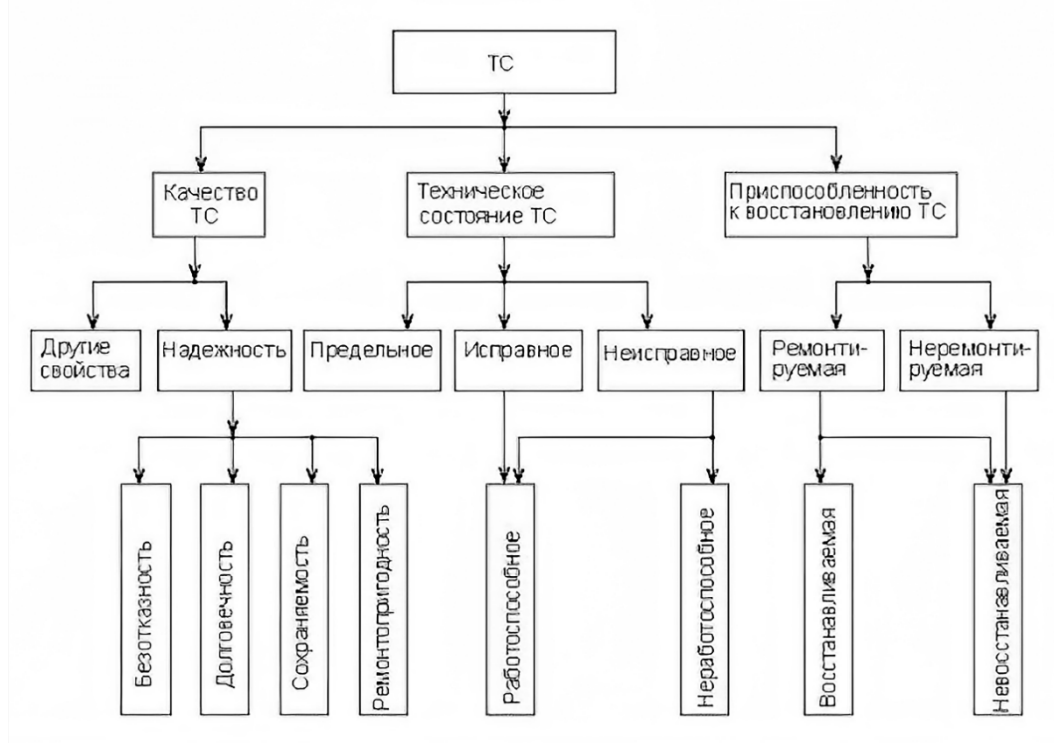 ТС
Качество
ТС
Техническое
состояние ТС
Приспособленность
к восстановлению ТС
Другие
свойства
Надежность
Предельное
Исправное
Неисправное
Ремонти-
руемая
Неремонти-
руемая
Безотказность
Долговечность
Сохраняемость
Ремонтопригодность
Работоспособное
Неработоспособное
Восстанавливаемая
Невосстанавливаемая